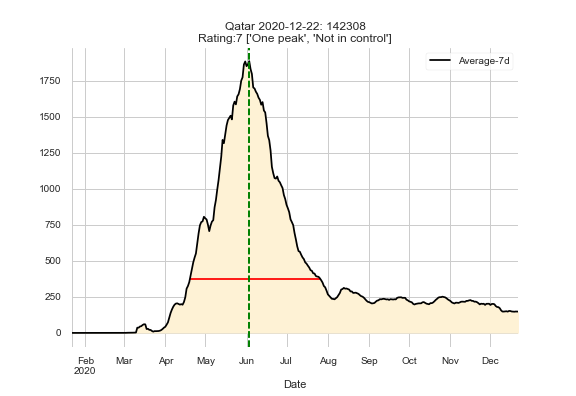 Qatar 2020-12-22: 142308
Rating:7 ['One peak', 'Not in control']
Average-7d
1750
1500
1250
1000
750
500
250
0
Feb Mar Apr May Jun Jul Aug Sep Oct Nov Dec
2020
Date